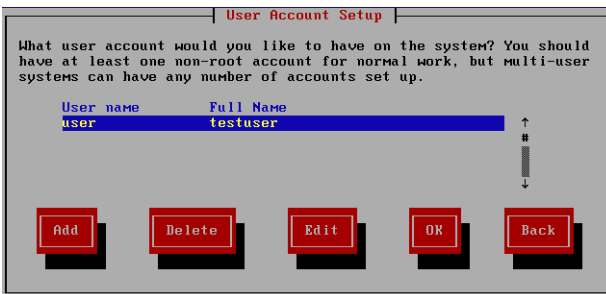 User Account Setup
What user account would you like to have on the system? You should
have at least one non-root account for normal work, but multi-user
systems can have any number of accounts set up.
User name Full Name
user testuser
↑
#
↓
Add Delete Edit OK Back